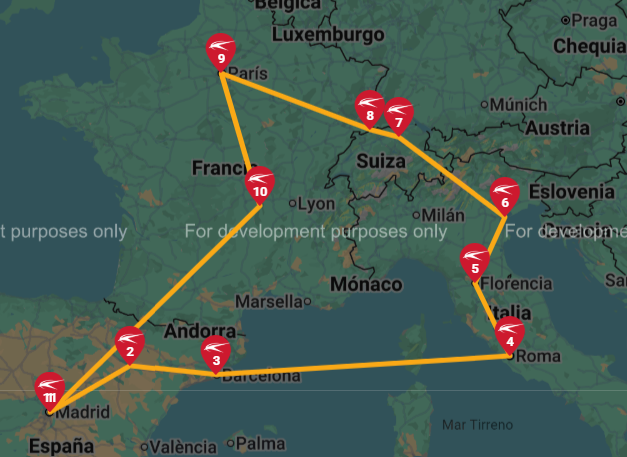 Bélgica
Praga
Luxemburgo
Chequia
9
París
Múnich
8
7
Austria
Suiza
Francia
10
Eslovenia
Lyon
6
Milán
t purposes only
For development purposes only
For developme
5
Mónaco
Florencia
Marsella
Italia
Andorra
4
2
3
Roma
Barcelona
11
Madrid
Mar Tirreno
España
València
Palma